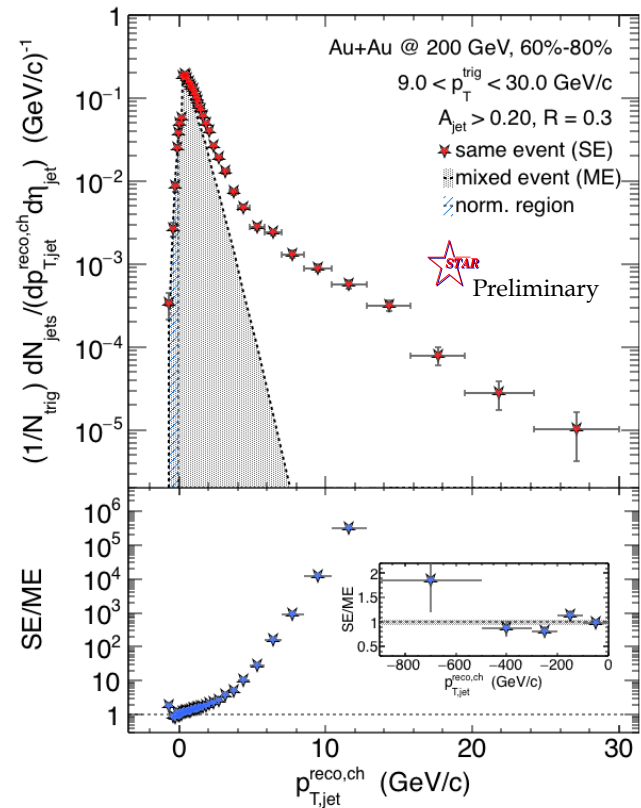 Au+Au @ 200 GeV, 60%-80%
9.0 < p_T^trig < 30.0 GeV/c
A_jet > 0.20, R = 0.3
same event (SE)
mixed event (ME)
norm. region
STAR
Preliminary
(1/N_trig) dN_jets/(dp_T,jet^reco,ch dη_jet) (GeV/c)^-1
1
10^-1
10^-2
10^-3
10^-4
10^-5
SE/ME
10^6
10^5
10^4
10^3
10^2
10
1
SE/ME
2
1.5
1
0.5
-800 -600 -400 -200 0
p_T,jet^reco,ch (GeV/c)
0 10 20 30
p_T,jet^reco,ch (GeV/c)